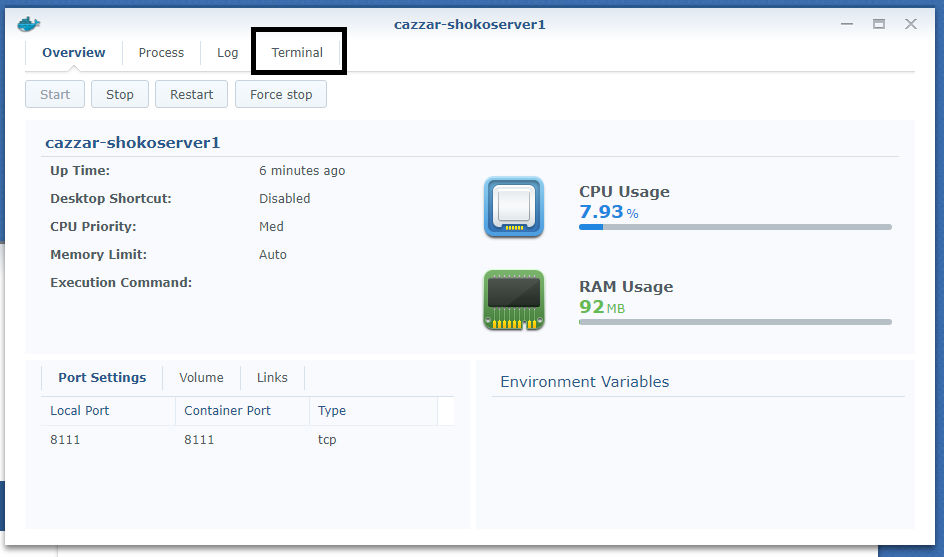 cazzar-shokoserver1
Overview Process Log Terminal
Start Stop Restart Force stop
cazzar-shokoserver1
Up Time: 6 minutes ago
Desktop Shortcut: Disabled
CPU Priority: Med
Memory Limit: Auto
Execution Command:
CPU Usage
7.93 %
RAM Usage
92 MB
Port Settings Volume Links
Local Port Container Port Type
8111 8111 tcp
Environment Variables